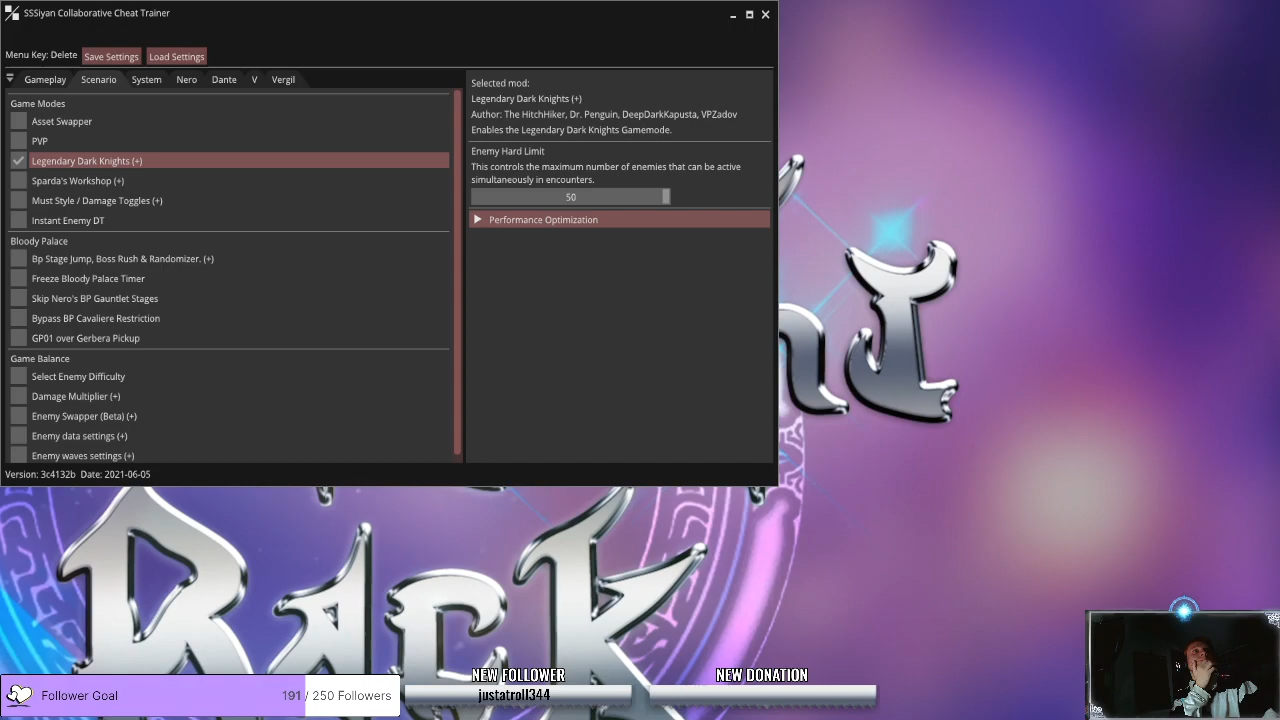 SSSiyan Collaborative Cheat Trainer
Menu Key: Delete Save Settings Load Settings
Gameplay Scenario System Nero Dante V Vergil
Game Modes
Asset Swapper
PVP
Legendary Dark Knights (+)
Sparda's Workshop (+)
Must Style / Damage Toggles (+)
Instant Enemy DT
Bloody Palace
Bp Stage Jump, Boss Rush & Randomizer. (+)
Freeze Bloody Palace Timer
Skip Nero's BP Gauntlet Stages
Bypass BP Cavaliere Restriction
GP01 over Gerbera Pickup
Game Balance
Select Enemy Difficulty
Damage Multiplier (+)
Enemy Swapper (Beta) (+)
Enemy data settings (+)
Enemy waves settings (+)
Version: 3c4132b Date: 2021-06-05
Selected mod:
Legendary Dark Knights (+)
Author: The HitchHiker, Dr. Penguin, DeepDarkKapusta, VPZadov
Enables the Legendary Dark Knights Gamemode.
Enemy Hard Limit
This controls the maximum number of enemies that can be active
simultaneously in encounters.
50
Performance Optimization
Back
Follower Goal 191 / 250 Followers
NEW FOLLOWER
justatroll344
NEW DONATION